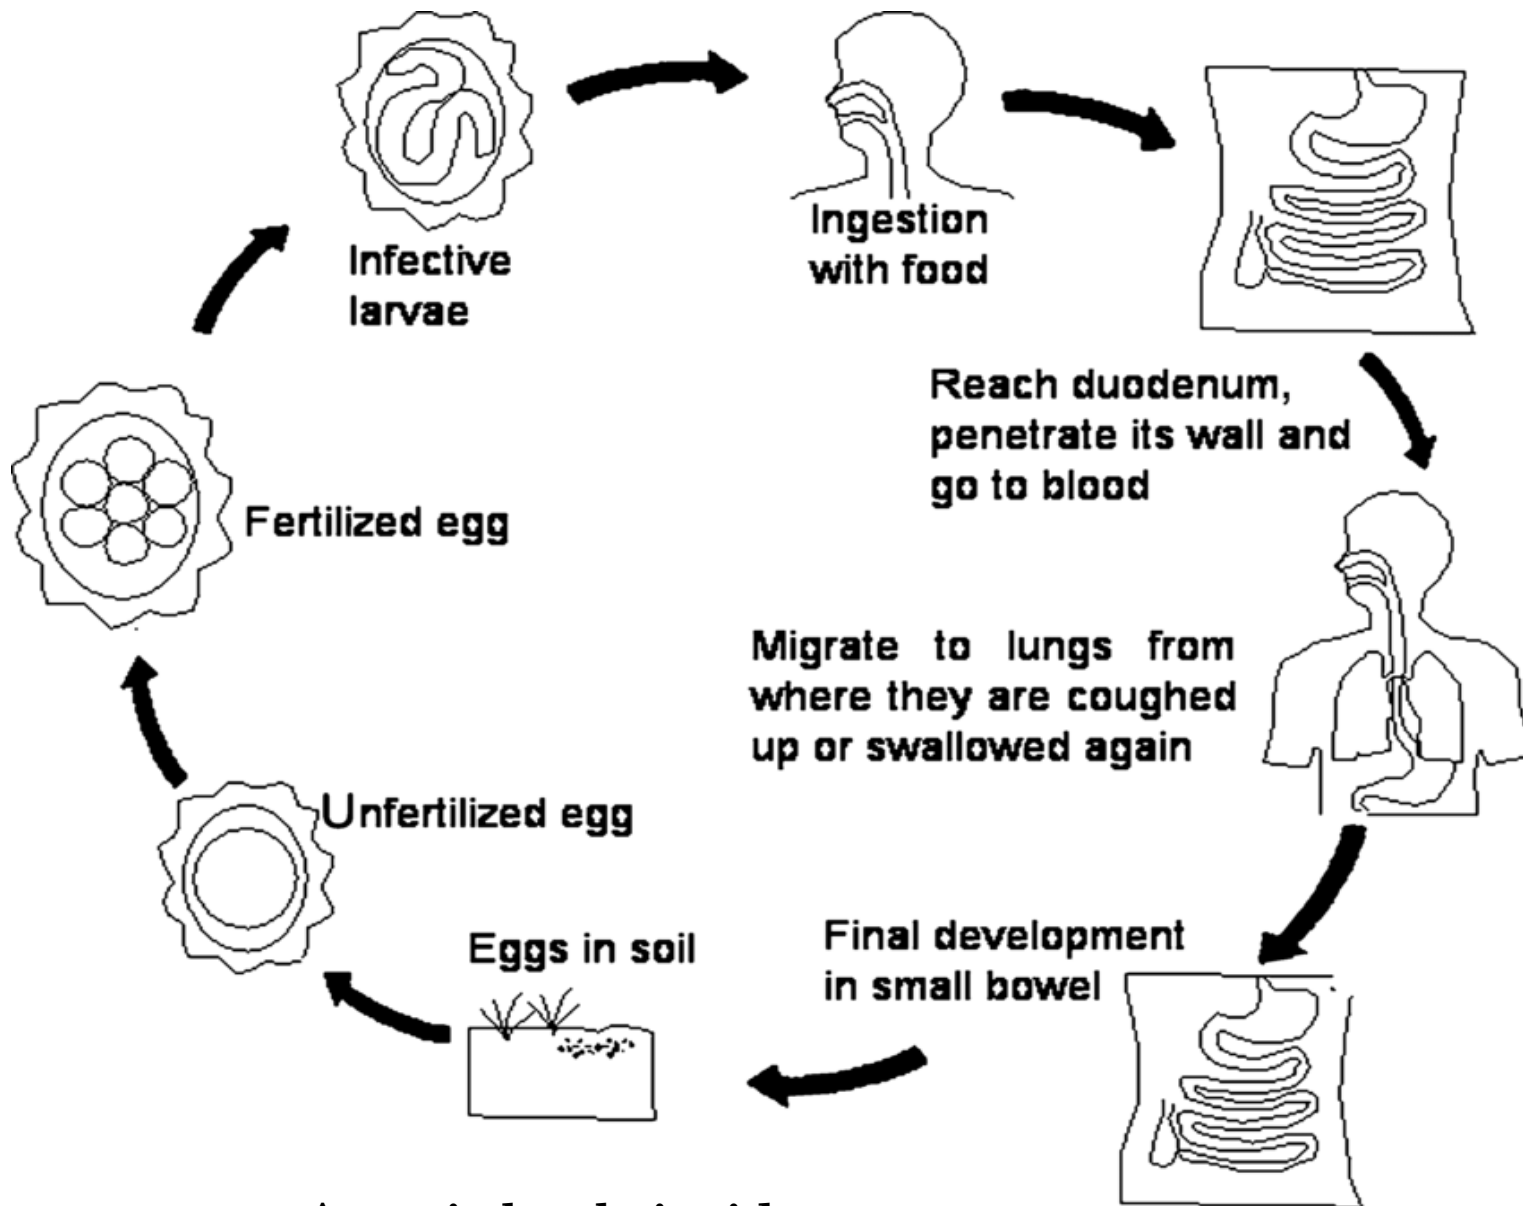 Infective
larvae
Ingestion
with food
Reach duodenum,
penetrate its wall and
go to blood
Migrate to lungs from
where they are coughed
up or swallowed again
Final development
in small bowel
Eggs in soil
Unfertilized egg
Fertilized egg